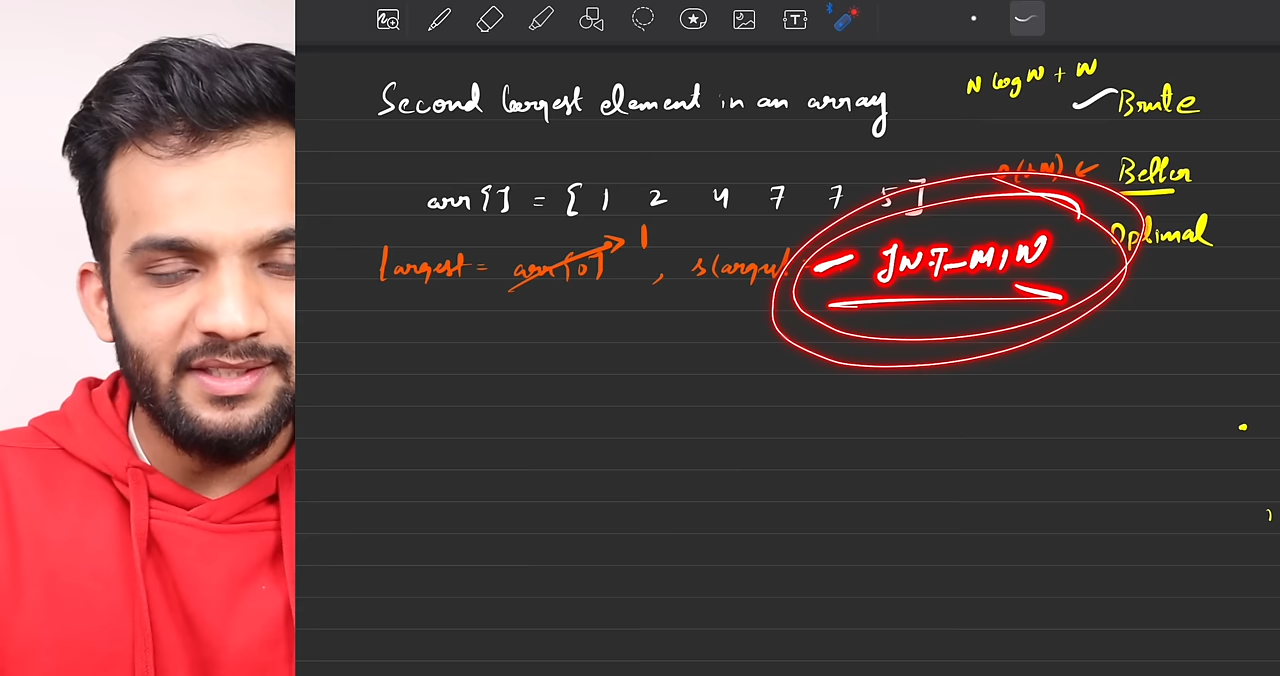 N log N + N
Second largest element in an array
Brute
Better
arr[] = { 1 2 4 7 7 5 ]
Optimal
largest = arr[0] 1 , slargest - INT_MIN